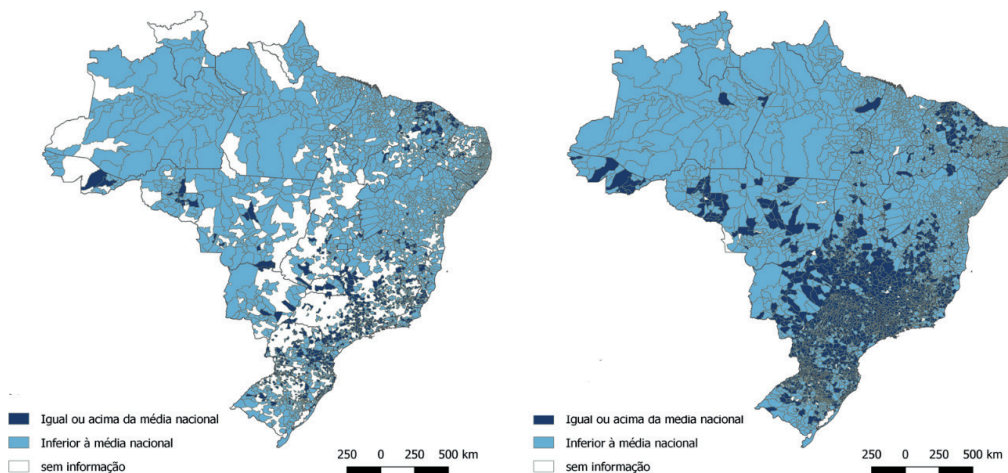 Igual ou acima da média nacional
Inferior à média nacional
sem informação
250 0 250 500 km
Igual ou acima da média nacional
Inferior à média nacional
sem informação
250 0 250 500 km